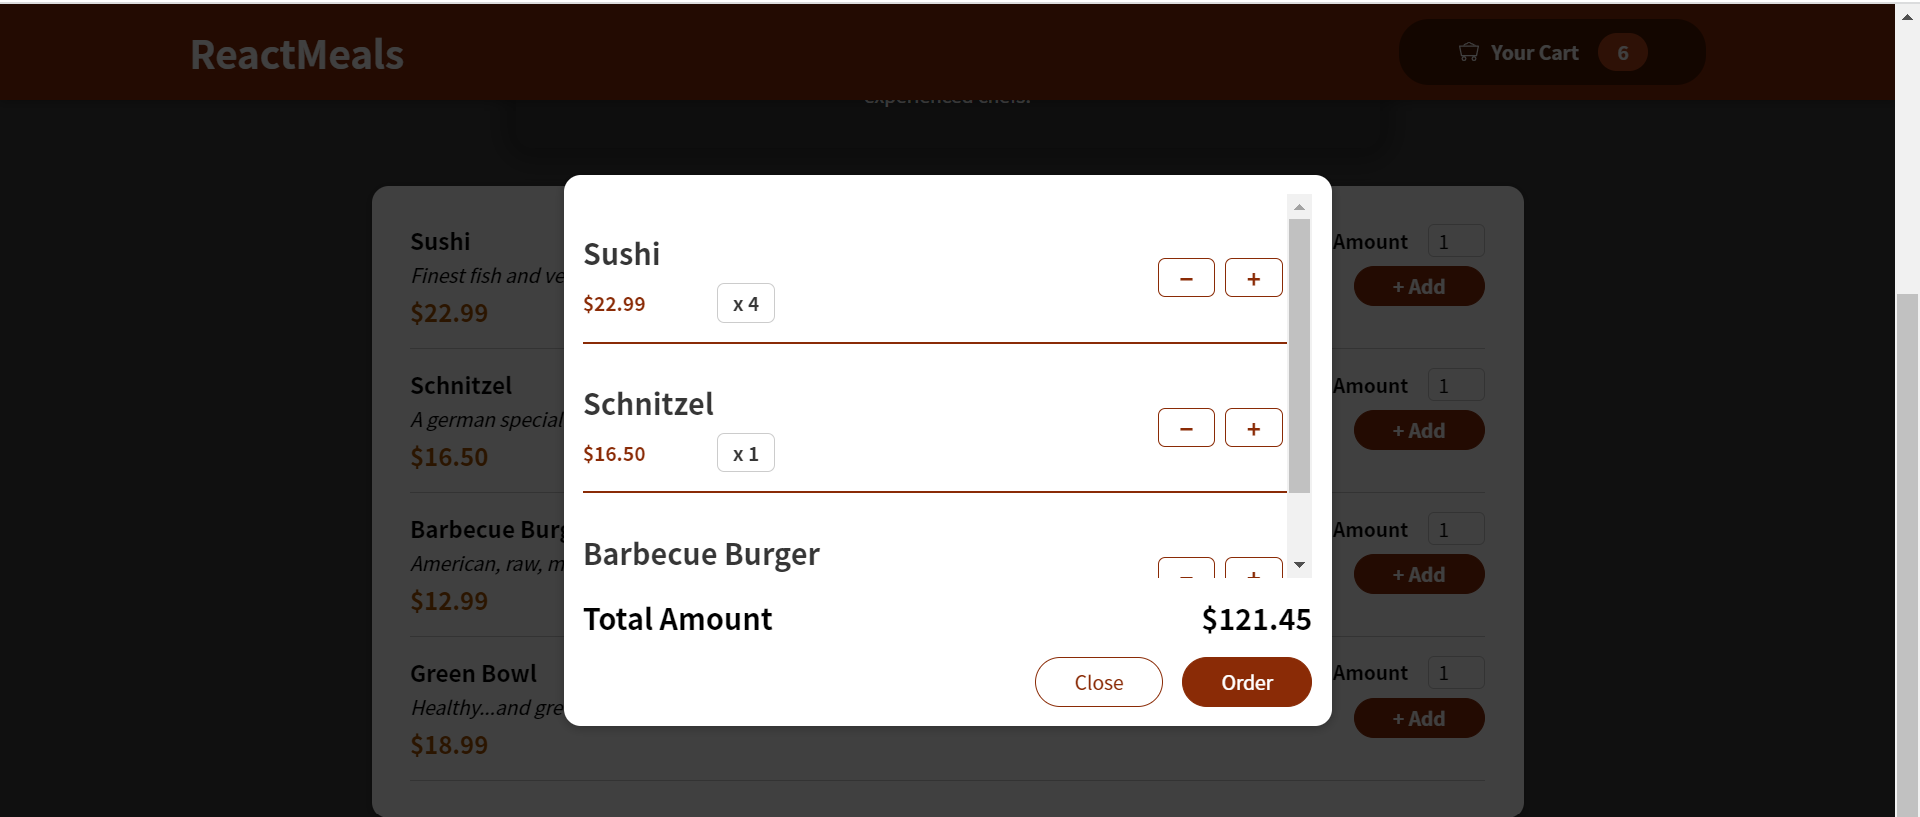 ReactMeals
Your Cart 6
experienced chefs!
Sushi
Finest fish and ve
$22.99
Amount 1
+ Add
Schnitzel
A german special
$16.50
Amount 1
+ Add
Barbecue Burg
American, raw, m
$12.99
Amount 1
+ Add
Green Bowl
Healthy...and gre
$18.99
Amount 1
+ Add
Sushi
$22.99 x 4
− +
Schnitzel
$16.50 x 1
− +
Barbecue Burger
− +
Total Amount $121.45
Close Order